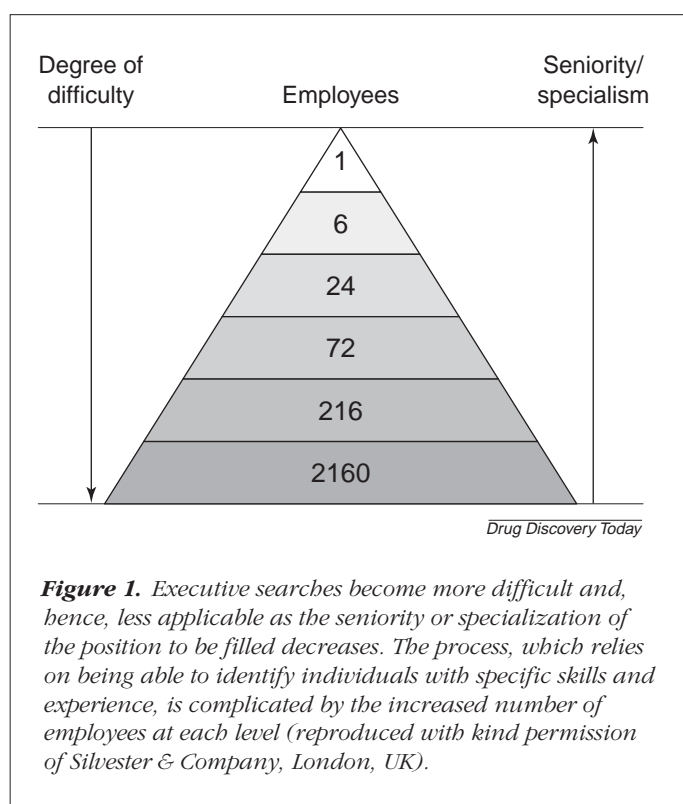 Degree of
difficulty
Employees
Seniority/
specialism
1
6
24
72
216
2160
Drug Discovery Today
Figure 1. Executive searches become more difficult and,
hence, less applicable as the seniority or specialization of
the position to be filled decreases. The process, which relies
on being able to identify individuals with specific skills and
experience, is complicated by the increased number of
employees at each level (reproduced with kind permission
of Silvester & Company, London, UK).